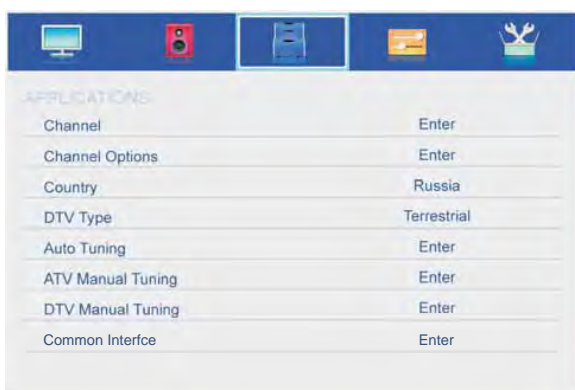 APPLICATIONS
Channel Enter
Channel Options Enter
Country Russia
DTV Type Terrestrial
Auto Tuning Enter
ATV Manual Tuning Enter
DTV Manual Tuning Enter
Common Interfce Enter